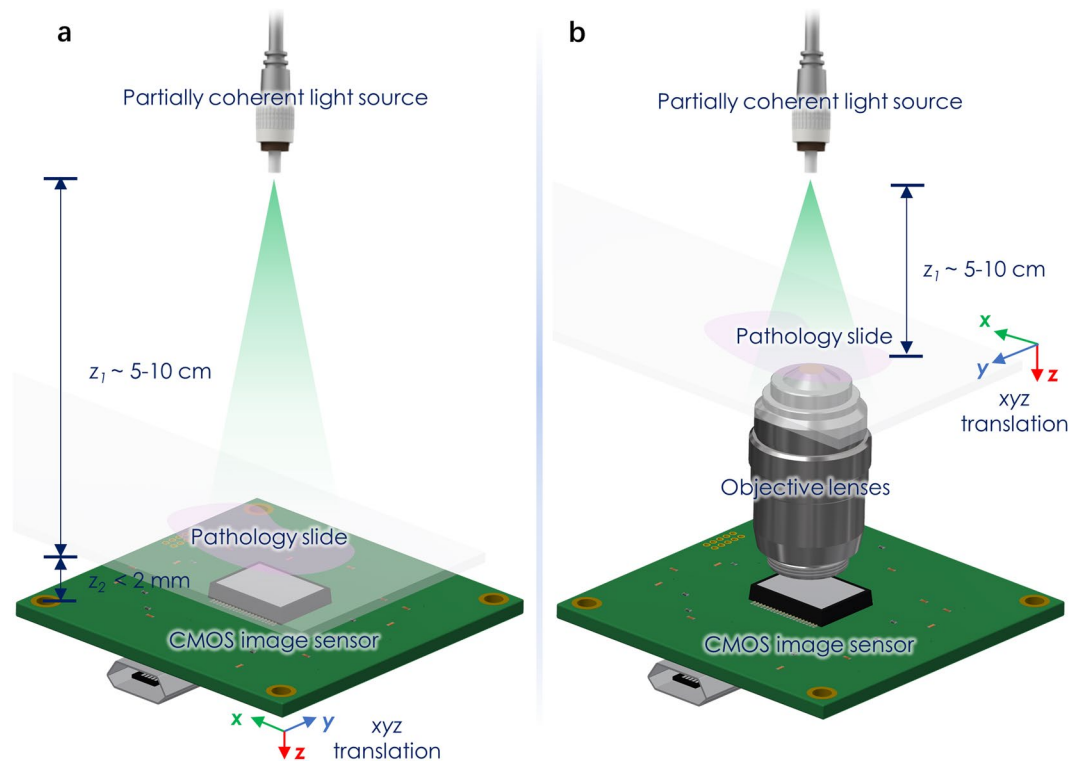 a
Partially coherent light source
z₁ ~ 5-10 cm
Pathology slide
z₂ < 2 mm
CMOS image sensor
x
y
z
xyz
translation
b
Partially coherent light source
z₁ ~ 5-10 cm
Pathology slide
x
y
z
xyz
translation
Objective lenses
CMOS image sensor